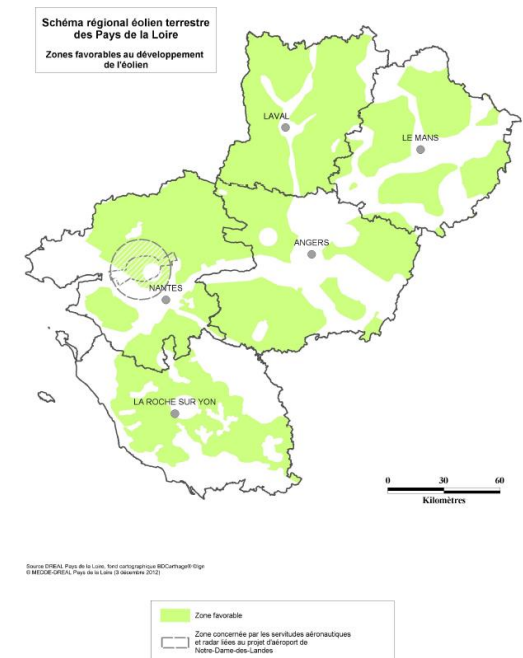 Schéma régional éolien terrestre
des Pays de la Loire
Zones favorables au développement
de l'éolien
LAVAL
LE MANS
ANGERS
NANTES
LA ROCHE SUR YON
0 30 60
Kilomètres
Source DREAL Pays de la Loire, fond cartographique BDCarthage® ©Ign
© MEDDE-DREAL Pays de la Loire (3 décembre 2012)
Zone favorable
Zone concernée par les servitudes aéronautiques
et radar liées au projet d'aéroport de
Notre-Dame-des-Landes